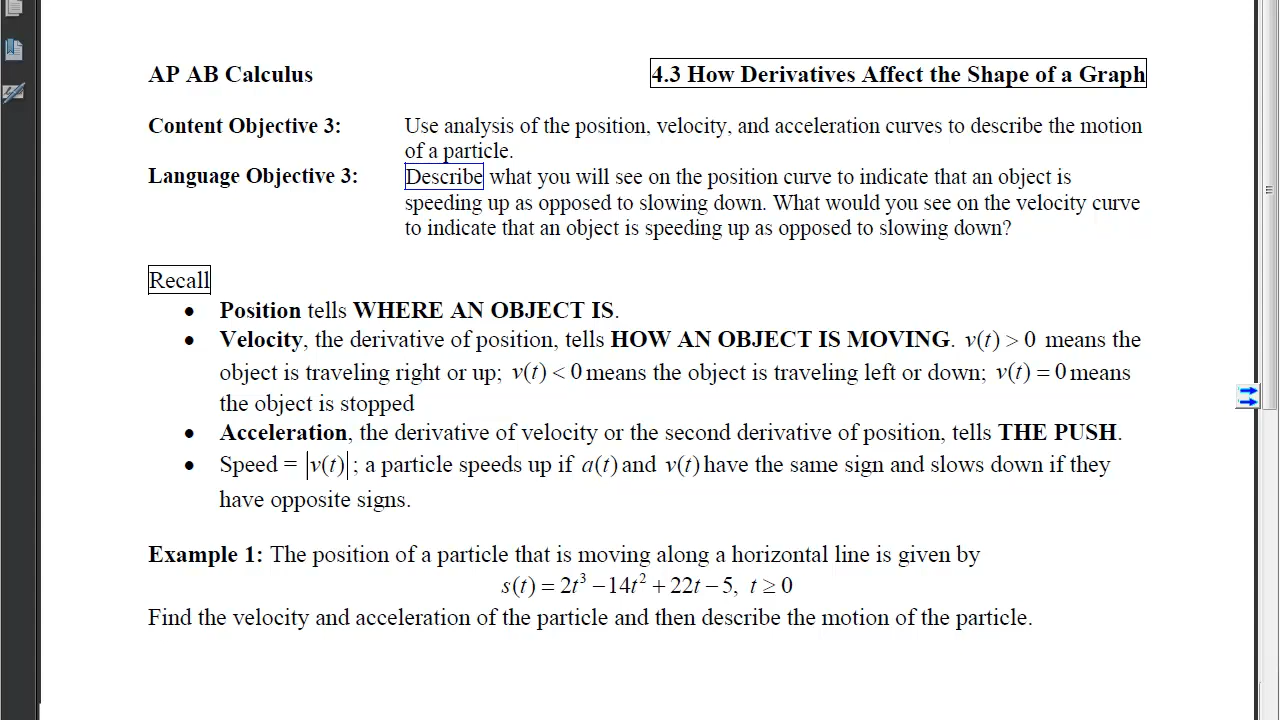 AP AB Calculus
4.3 How Derivatives Affect the Shape of a Graph
Content Objective 3: Use analysis of the position, velocity, and acceleration curves to describe the motion
of a particle.
Language Objective 3: Describe what you will see on the position curve to indicate that an object is
speeding up as opposed to slowing down. What would you see on the velocity curve
to indicate that an object is speeding up as opposed to slowing down?
Recall
• Position tells WHERE AN OBJECT IS.
• Velocity, the derivative of position, tells HOW AN OBJECT IS MOVING. v(t) > 0 means the
object is traveling right or up; v(t) < 0 means the object is traveling left or down; v(t) = 0 means
the object is stopped
• Acceleration, the derivative of velocity or the second derivative of position, tells THE PUSH.
• Speed = |v(t)|; a particle speeds up if a(t) and v(t) have the same sign and slows down if they
have opposite signs.
Example 1: The position of a particle that is moving along a horizontal line is given by
s(t) = 2t³ − 14t² + 22t − 5, t ≥ 0
Find the velocity and acceleration of the particle and then describe the motion of the particle.